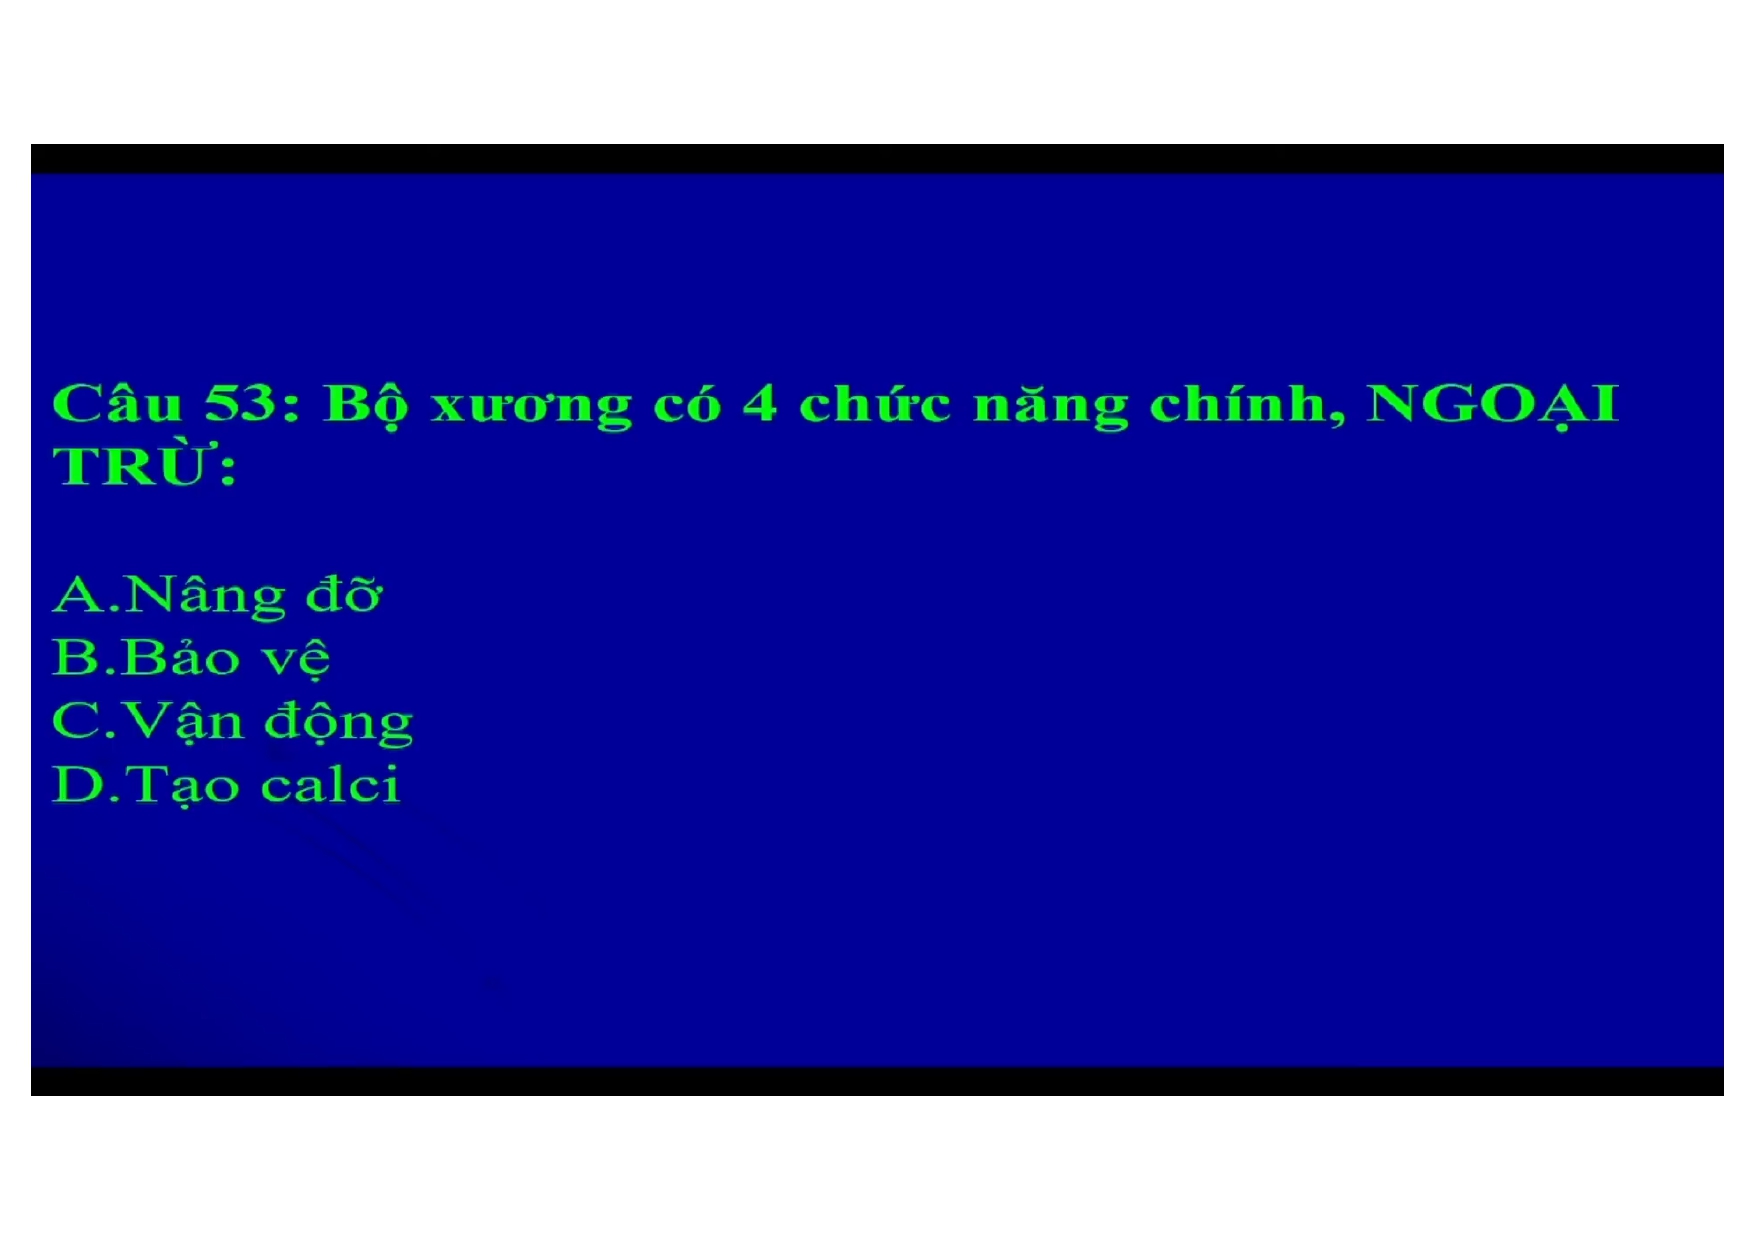 Câu 53: Bộ xương có 4 chức năng chính, NGOẠI
TRỪ:
A.Nâng đỡ
B.Bảo vệ
C.Vận động
D.Tạo calci